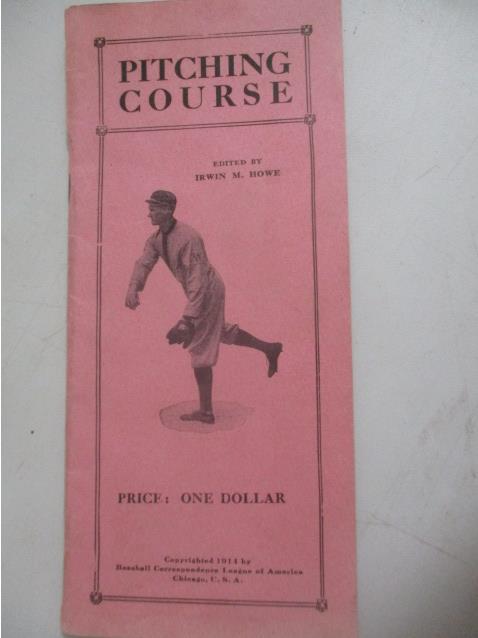 PITCHING
COURSE
EDITED BY
IRWIN M. HOWE
PRICE: ONE DOLLAR
Copyrighted 1914 by
Baseball Correspondence League of America
Chicago, U. S. A.